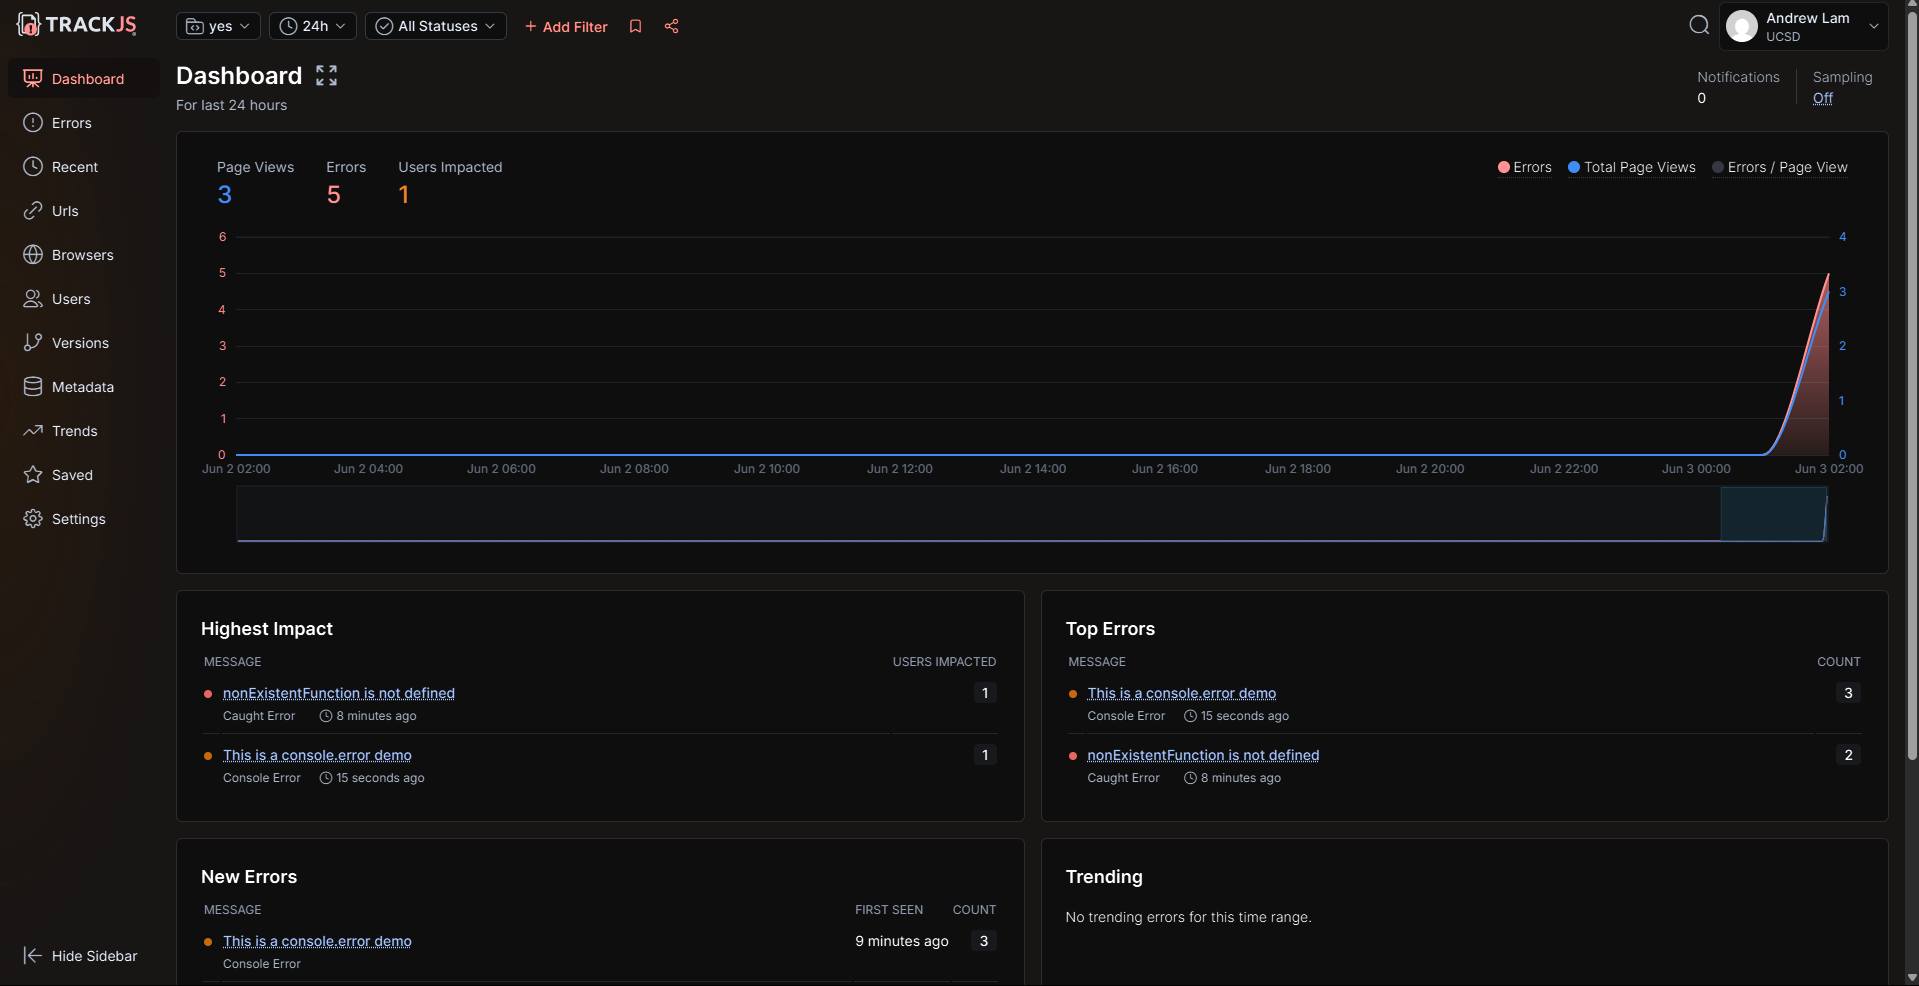 TRACKJS
yes
24h
All Statuses
Add Filter
Andrew Lam
UCSD
Dashboard
Errors
Recent
Urls
Browsers
Users
Versions
Metadata
Trends
Saved
Settings
Hide Sidebar
Dashboard
For last 24 hours
Notifications
0
Sampling
Off
Page Views
3
Errors
5
Users Impacted
1
Errors
Total Page Views
Errors / Page View
6
5
4
3
2
1
0
4
3
2
1
0
Jun 2 02:00
Jun 2 04:00
Jun 2 06:00
Jun 2 08:00
Jun 2 10:00
Jun 2 12:00
Jun 2 14:00
Jun 2 16:00
Jun 2 18:00
Jun 2 20:00
Jun 2 22:00
Jun 3 00:00
Jun 3 02:00
Highest Impact
MESSAGE USERS IMPACTED
nonExistentFunction is not defined 1
Caught Error 8 minutes ago
This is a console.error demo 1
Console Error 15 seconds ago
Top Errors
MESSAGE COUNT
This is a console.error demo 3
Console Error 15 seconds ago
nonExistentFunction is not defined 2
Caught Error 8 minutes ago
New Errors
MESSAGE FIRST SEEN COUNT
This is a console.error demo 9 minutes ago 3
Console Error
Trending
No trending errors for this time range.